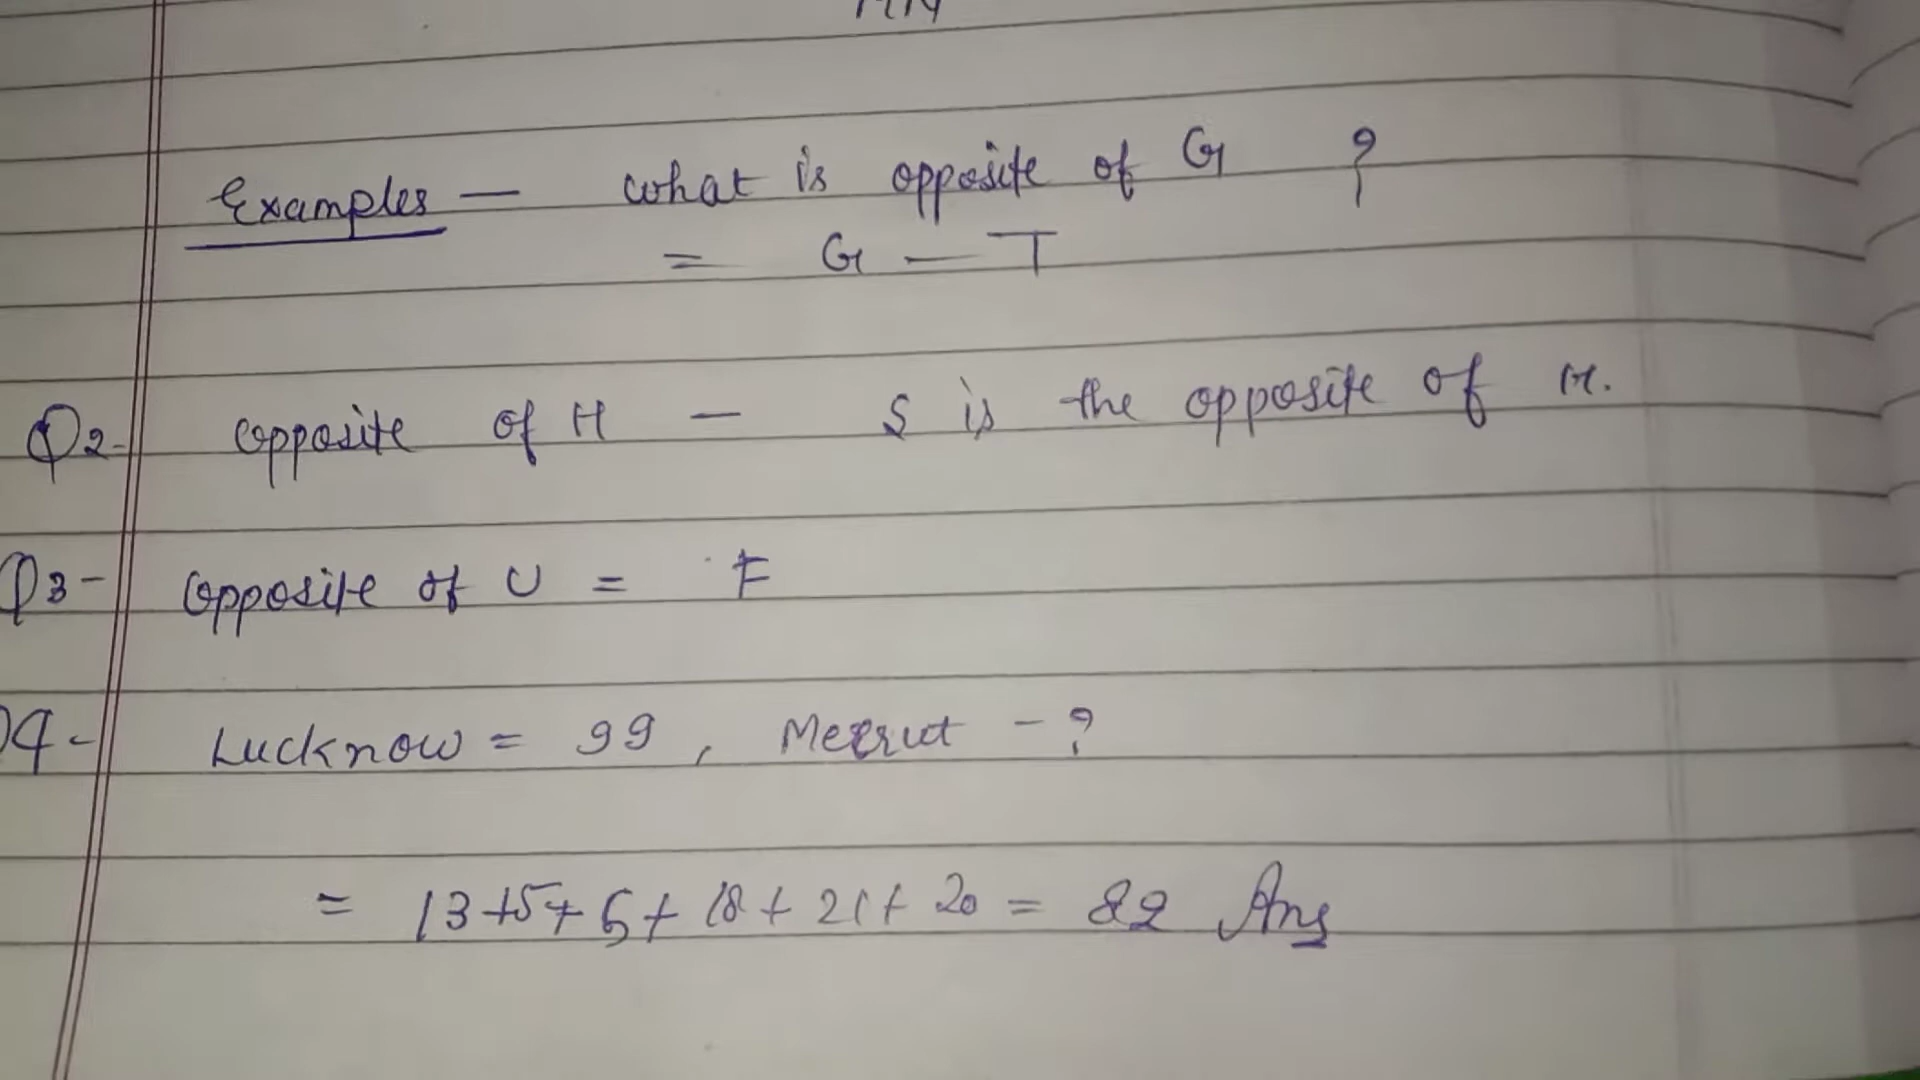 Examples — what is opposite of G ?
= G — T
Q2- opposite of H — S is the opposite of H.
Q3- opposite of U = F
Q4- Lucknow = 99, Meerut - ?
= 13+5+5+18+21+20 = 82 Ans